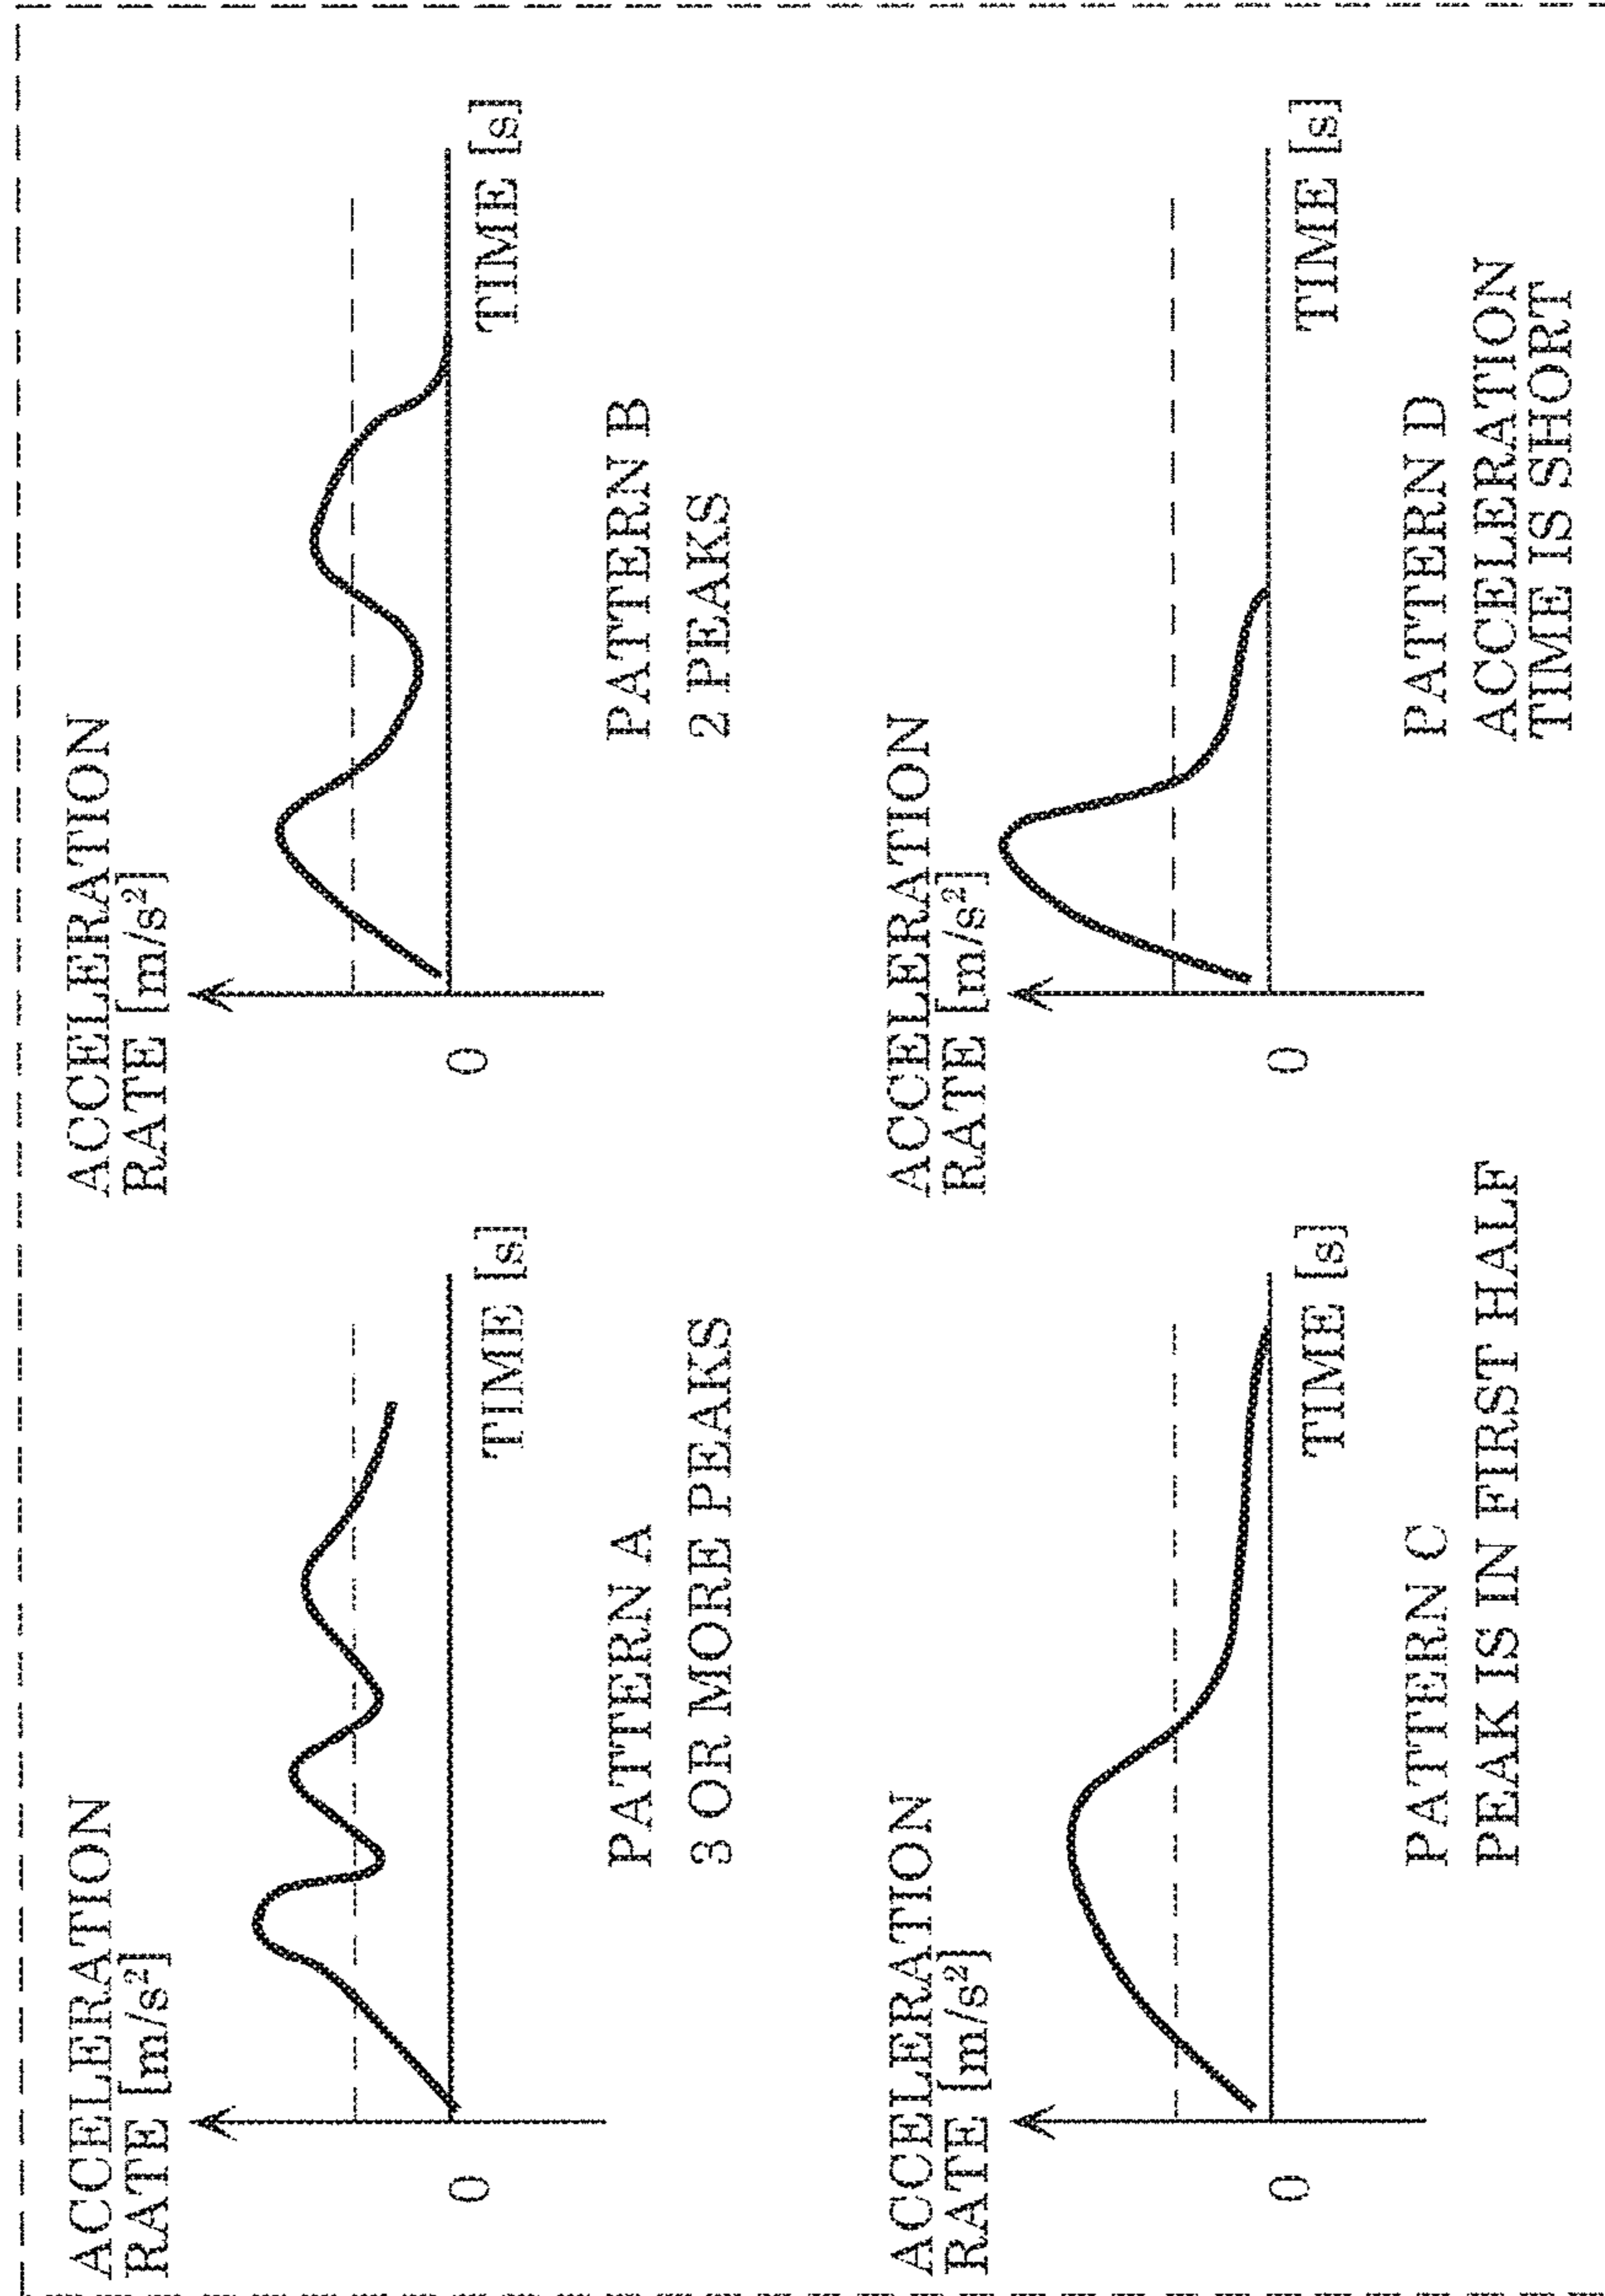 ACCELERATION
RATE [m/s²]
0
TIME [s]
PATTERN A
3 OR MORE PEAKS
ACCELERATION
RATE [m/s²]
0
TIME [s]
PATTERN B
2 PEAKS
ACCELERATION
RATE [m/s²]
0
TIME [s]
PATTERN C
PEAK IS IN FIRST HALF
ACCELERATION
RATE [m/s²]
0
TIME [s]
PATTERN D
ACCELERATION
TIME IS SHORT